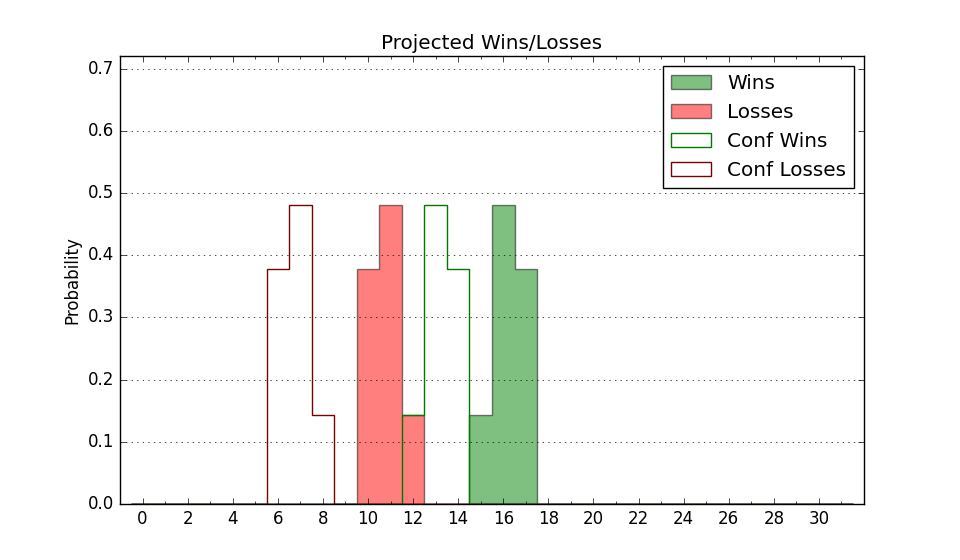 Projected Wins/Losses
0.7
0.6
0.5
0.4
0.3
0.2
0.1
0.0
Probability
Wins
Losses
Conf Wins
Conf Losses
0 2 4 6 8 10 12 14 16 18 20 22 24 26 28 30